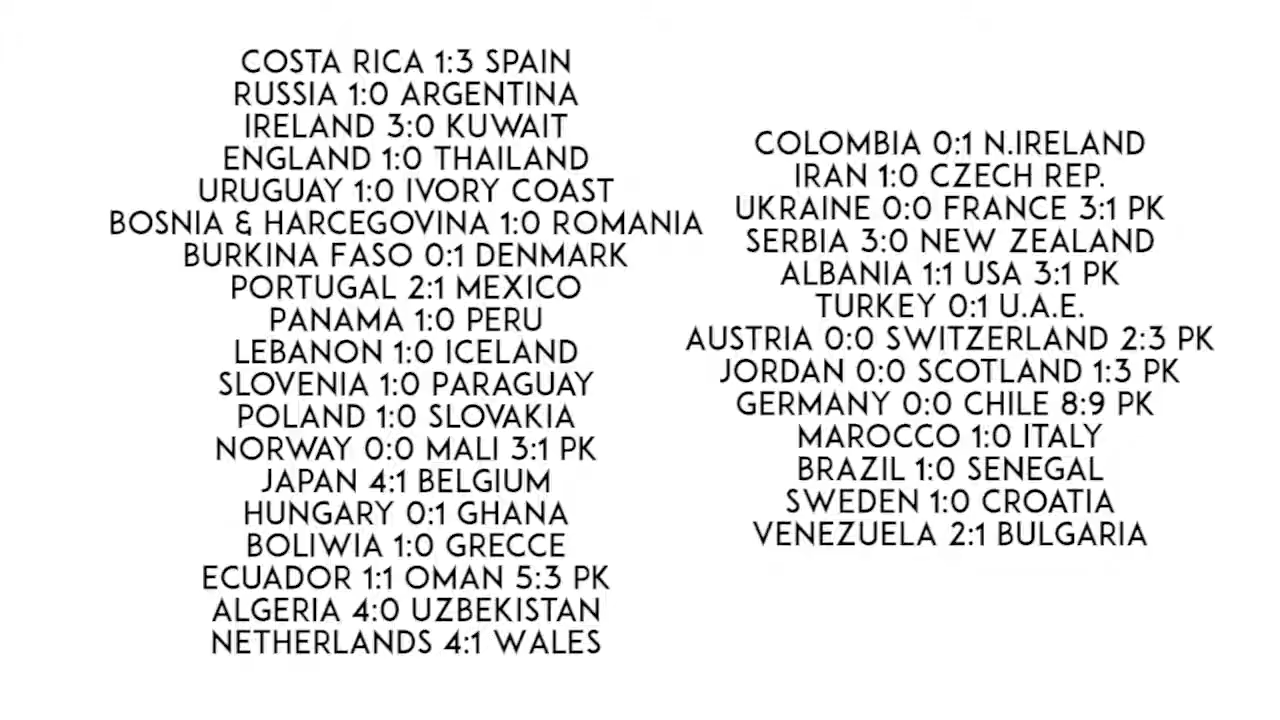 COSTA RICA 1:3 SPAIN
RUSSIA 1:0 ARGENTINA
IRELAND 3:0 KUWAIT
ENGLAND 1:0 THAILAND
URUGUAY 1:0 IVORY COAST
BOSNIA & HARCEGOVINA 1:0 ROMANIA
BURKINA FASO 0:1 DENMARK
PORTUGAL 2:1 MEXICO
PANAMA 1:0 PERU
LEBANON 1:0 ICELAND
SLOVENIA 1:0 PARAGUAY
POLAND 1:0 SLOVAKIA
NORWAY 0:0 MALI 3:1 PK
JAPAN 4:1 BELGIUM
HUNGARY 0:1 GHANA
BOLIWIA 1:0 GRECCE
ECUADOR 1:1 OMAN 5:3 PK
ALGERIA 4:0 UZBEKISTAN
NETHERLANDS 4:1 WALES
COLOMBIA 0:1 N.IRELAND
IRAN 1:0 CZECH REP.
UKRAINE 0:0 FRANCE 3:1 PK
SERBIA 3:0 NEW ZEALAND
ALBANIA 1:1 USA 3:1 PK
TURKEY 0:1 U.A.E.
AUSTRIA 0:0 SWITZERLAND 2:3 PK
JORDAN 0:0 SCOTLAND 1:3 PK
GERMANY 0:0 CHILE 8:9 PK
MAROCCO 1:0 ITALY
BRAZIL 1:0 SENEGAL
SWEDEN 1:0 CROATIA
VENEZUELA 2:1 BULGARIA